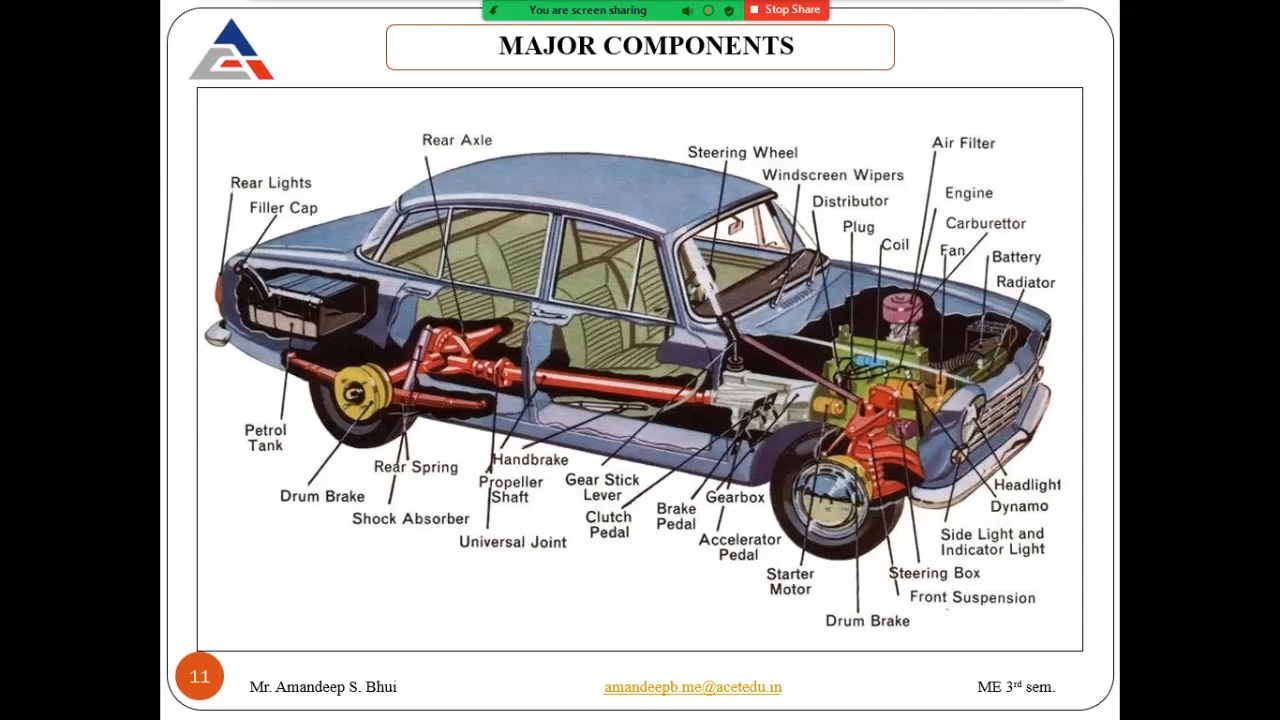 You are screen sharing
Stop Share
MAJOR COMPONENTS
Rear Axle
Steering Wheel
Air Filter
Rear Lights
Windscreen Wipers
Engine
Filler Cap
Distributor
Plug
Carburettor
Coil
Fan
Battery
Radiator
Petrol
Tank
Rear Spring
Handbrake
Drum Brake
Propeller
Shaft
Gear Stick
Lever
Gearbox
Headlight
Shock Absorber
Clutch
Pedal
Brake
Pedal
Dynamo
Universal Joint
Accelerator
Pedal
Side Light and
Indicator Light
Starter
Motor
Steering Box
Front Suspension
Drum Brake
11
Mr. Amandeep S. Bhui
amandeepb.me@acetedu.in
ME 3rd sem.